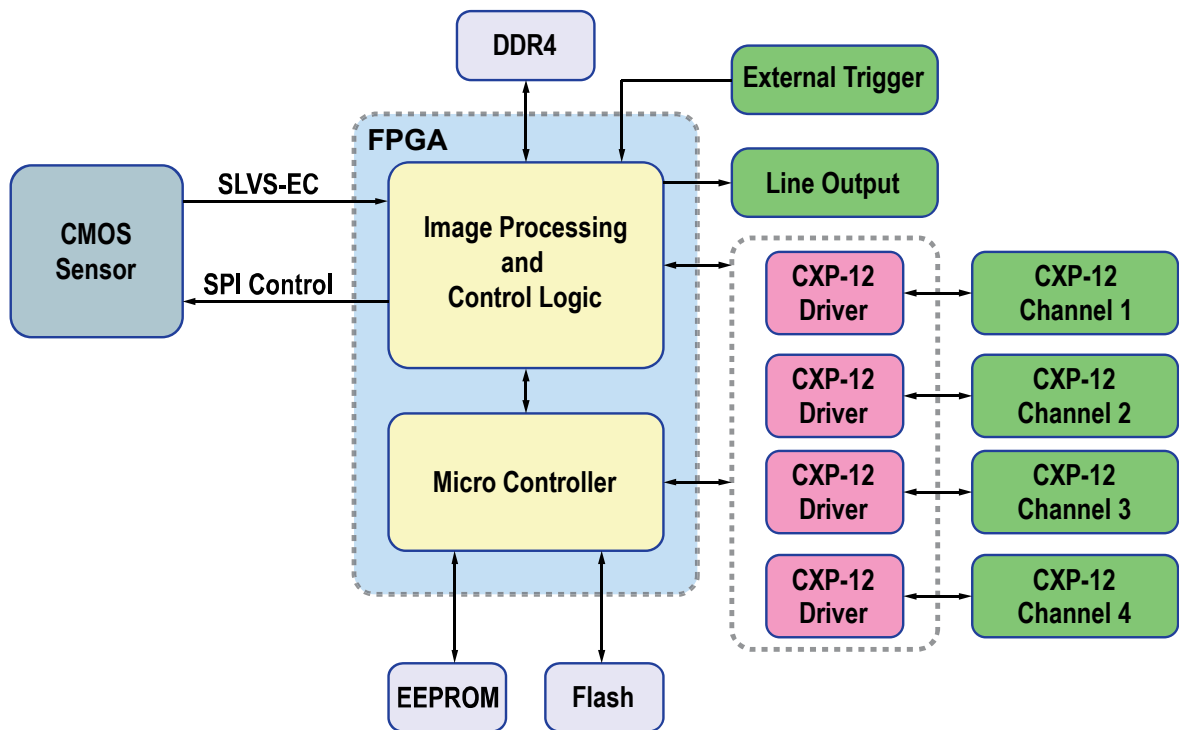 DDR4
External Trigger
FPGA
SLVS-EC
Line Output
CMOS
Sensor
Image Processing
and
Control Logic
SPI Control
CXP-12
Driver
CXP-12
Channel 1
CXP-12
Driver
CXP-12
Channel 2
Micro Controller
CXP-12
Driver
CXP-12
Channel 3
CXP-12
Driver
CXP-12
Channel 4
EEPROM
Flash